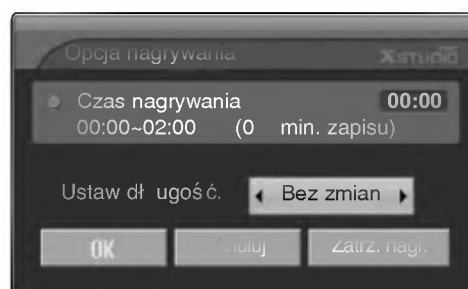 Opcja nagrywania XSTUDIO
Czas nagrywania 00:00
00:00~02:00 (0 min. zapisu)
Ustaw dł ugość. Bez zmian
OK Anuluj Zatrz. nagr.